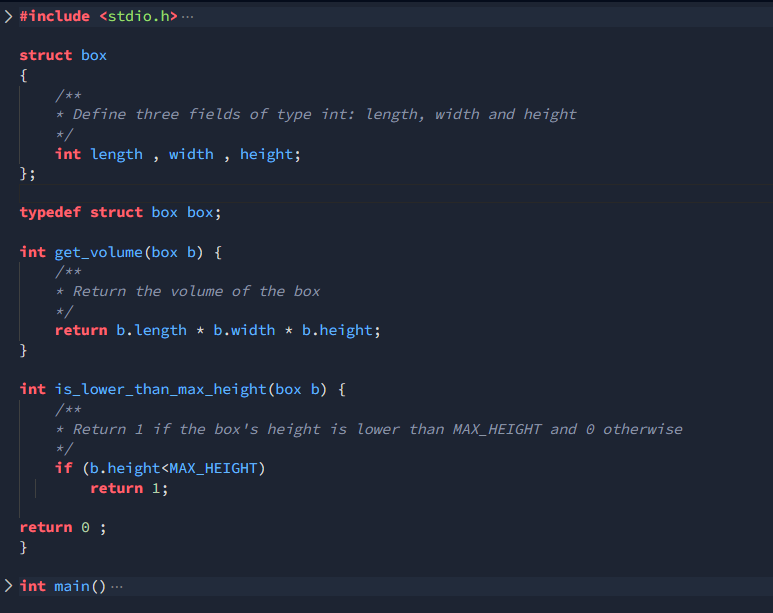 #include <stdio.h>···
struct box
{
/**
* Define three fields of type int: length, width and height
*/
int length , width , height;
};
typedef struct box box;
int get_volume(box b) {
/**
* Return the volume of the box
*/
return b.length * b.width * b.height;
}
int is_lower_than_max_height(box b) {
/**
* Return 1 if the box's height is lower than MAX_HEIGHT and 0 otherwise
*/
if (b.height<MAX_HEIGHT)
return 1;
return 0 ;
}
int main()···